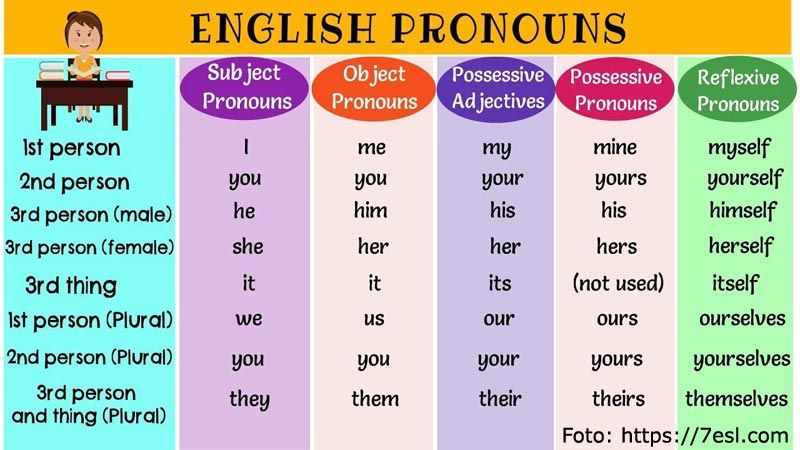 ENGLISH PRONOUNS
Subject Pronouns Object Pronouns Possessive Adjectives Possessive Pronouns Reflexive Pronouns
1st person I me my mine myself
2nd person you you your yours yourself
3rd person (male) he him his his himself
3rd person (female) she her her hers herself
3rd thing it it its (not used) itself
1st person (Plural) we us our ours ourselves
2nd person (Plural) you you your yours yourselves
3rd person
and thing (Plural) they them their theirs themselves
Foto: https://7esl.com